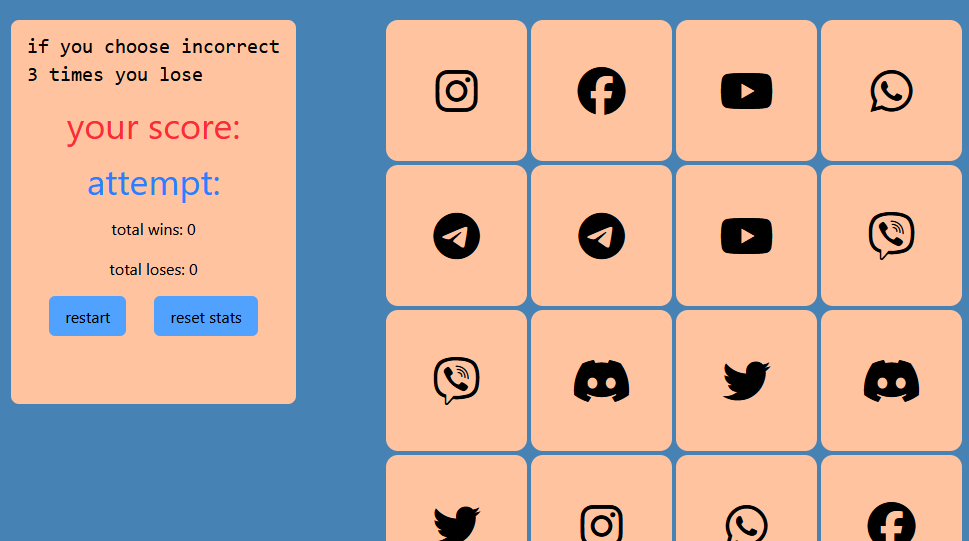 if you choose incorrect
3 times you lose
your score:
attempt:
total wins: 0
total loses: 0
restart
reset stats